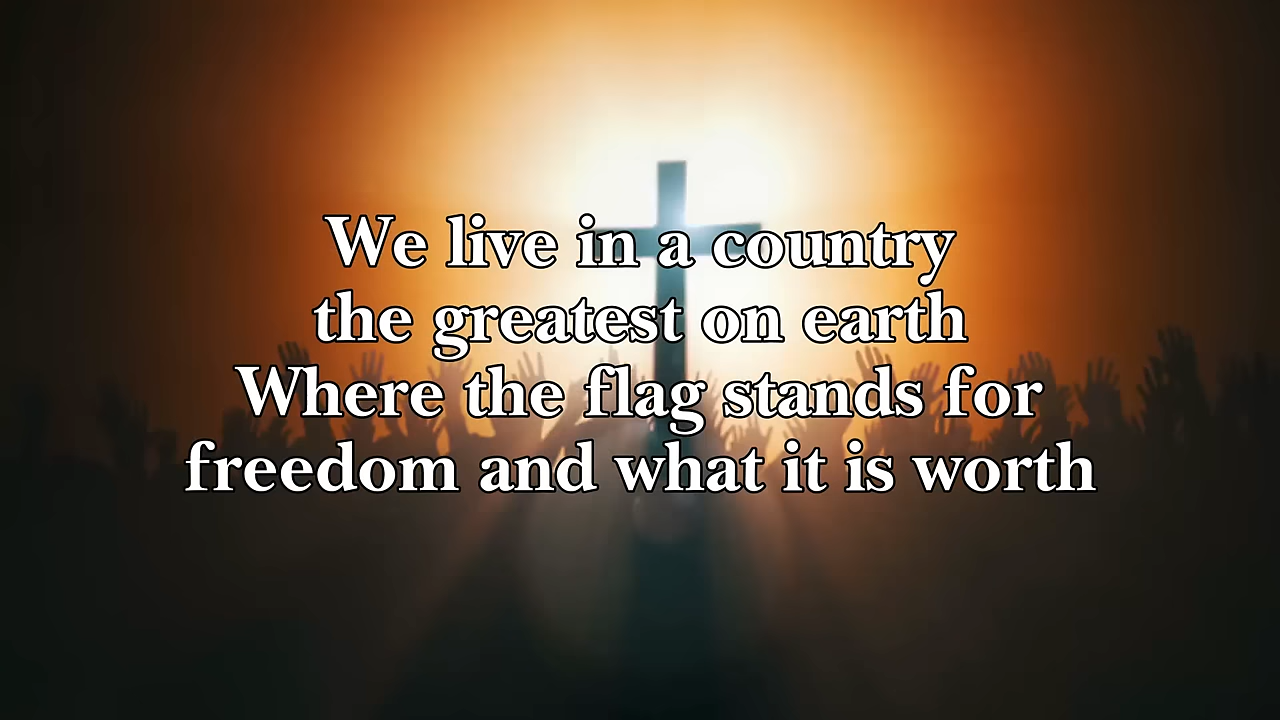 We live in a country
the greatest on earth
Where the flag stands for
freedom and what it is worth